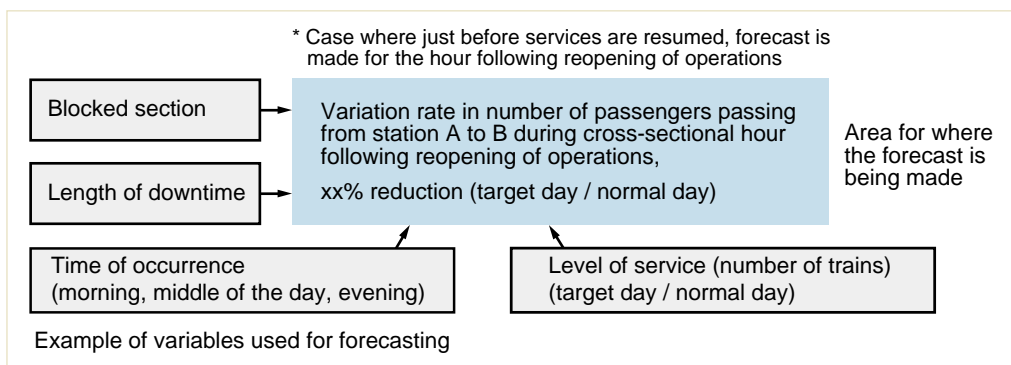 * Case where just before services are resumed, forecast is
made for the hour following reopening of operations
Blocked section
Length of downtime
Variation rate in number of passengers passing
from station A to B during cross-sectional hour
following reopening of operations,
xx% reduction (target day / normal day)
Area for where
the forecast is
being made
Time of occurrence
(morning, middle of the day, evening)
Level of service (number of trains)
(target day / normal day)
Example of variables used for forecasting